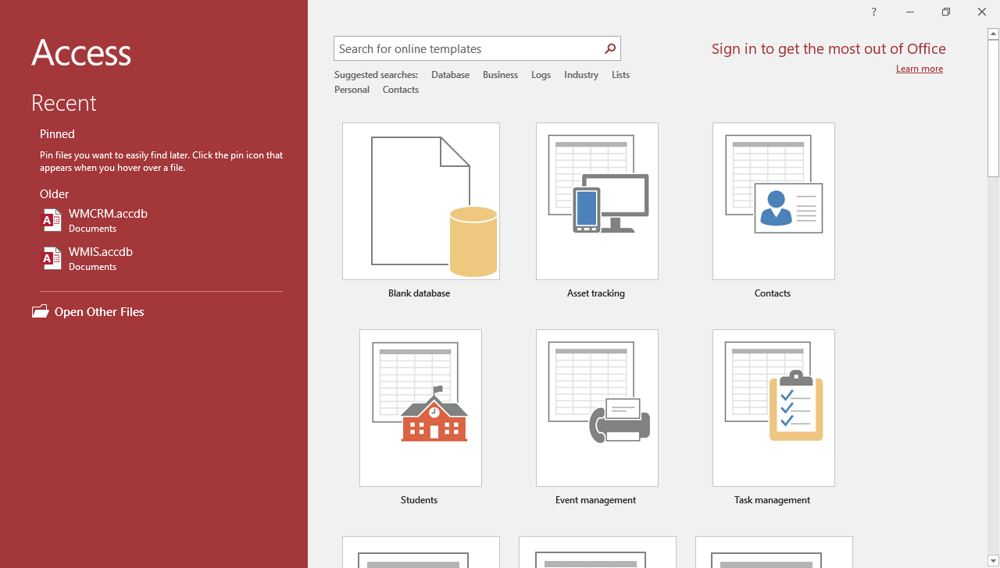 Access
Recent
Pinned
Pin files you want to easily find later. Click the pin icon that
appears when you hover over a file.
Older
WMCRM.accdb
Documents
WMIS.accdb
Documents
Open Other Files
?
Search for online templates
Sign in to get the most out of Office
Learn more
Suggested searches: Database Business Logs Industry Lists
Personal Contacts
Blank database Asset tracking Contacts
Students Event management Task management